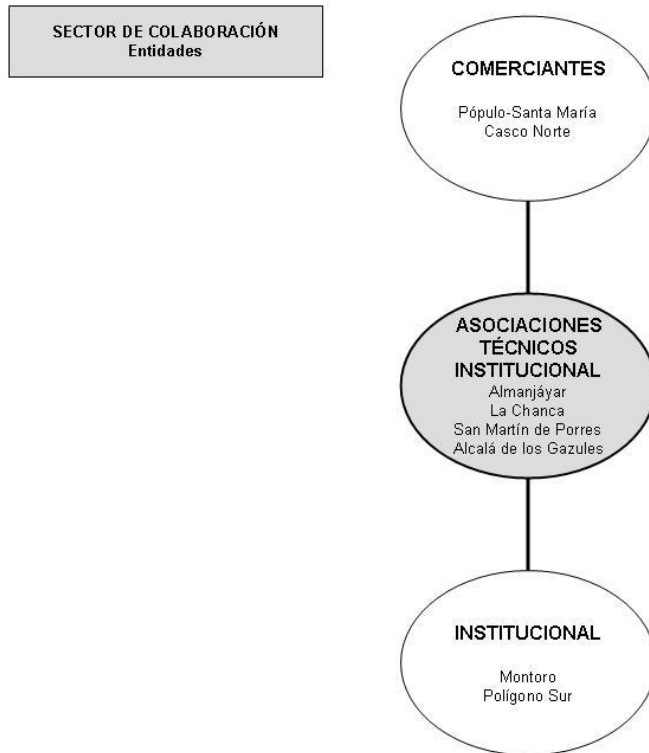 SECTOR DE COLABORACIÓN
Entidades
COMERCIANTES
Pópulo-Santa María
Casco Norte
ASOCIACIONES
TÉCNICOS
INSTITUCIONAL
Almanjáyar
La Chanca
San Martín de Porres
Alcalá de los Gazules
INSTITUCIONAL
Montoro
Polígono Sur